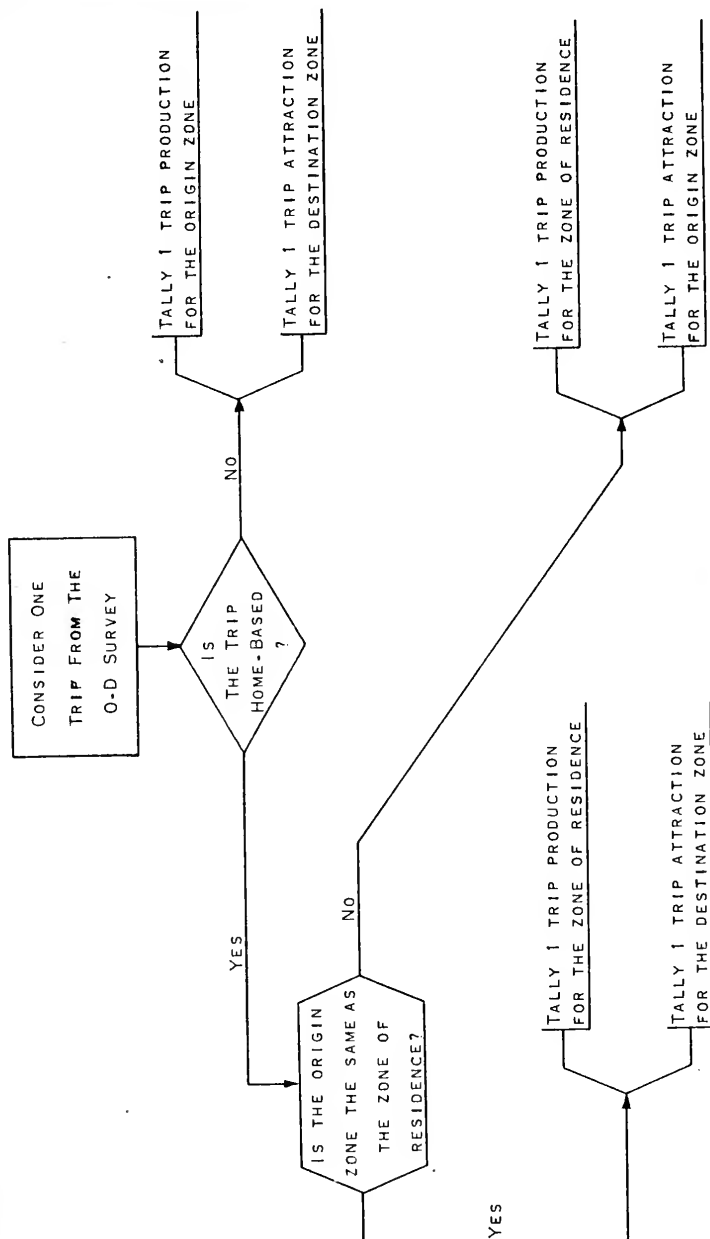 CONSIDER ONE
TRIP FROM THE
O-D SURVEY
IS
THE TRIP
HOME-BASED
?
NO
TALLY 1 TRIP PRODUCTION
FOR THE ORIGIN ZONE
TALLY 1 TRIP ATTRACTION
FOR THE DESTINATION ZONE
YES
IS THE ORIGIN
ZONE THE SAME AS
THE ZONE OF
RESIDENCE?
NO
TALLY 1 TRIP PRODUCTION
FOR THE ZONE OF RESIDENCE
TALLY 1 TRIP ATTRACTION
FOR THE ORIGIN ZONE
YES
TALLY 1 TRIP PRODUCTION
FOR THE ZONE OF RESIDENCE
TALLY 1 TRIP ATTRACTION
FOR THE DESTINATION ZONE